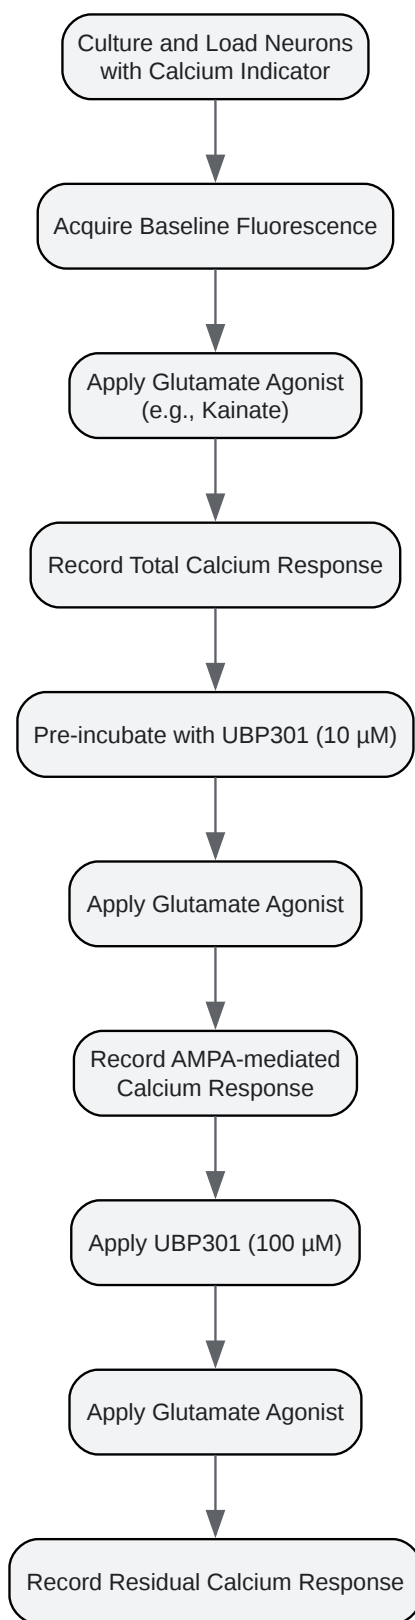 Culture and Load Neurons
with Calcium Indicator
Acquire Baseline Fluorescence
Apply Glutamate Agonist
(e.g., Kainate)
Record Total Calcium Response
Pre-incubate with UBP301 (10 µM)
Apply Glutamate Agonist
Record AMPA-mediated
Calcium Response
Apply UBP301 (100 µM)
Apply Glutamate Agonist
Record Residual Calcium Response